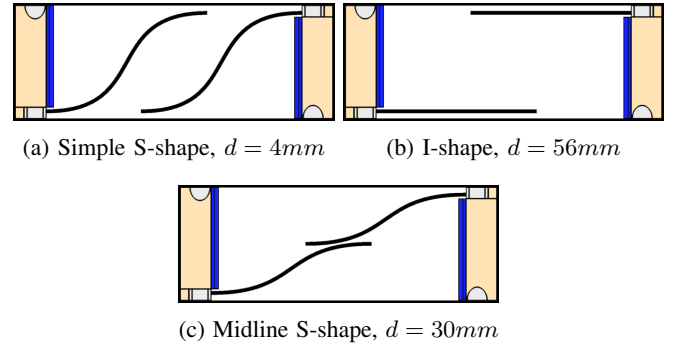 (a) Simple S-shape, d = 4mm
(b) I-shape, d = 56mm
(c) Midline S-shape, d = 30mm